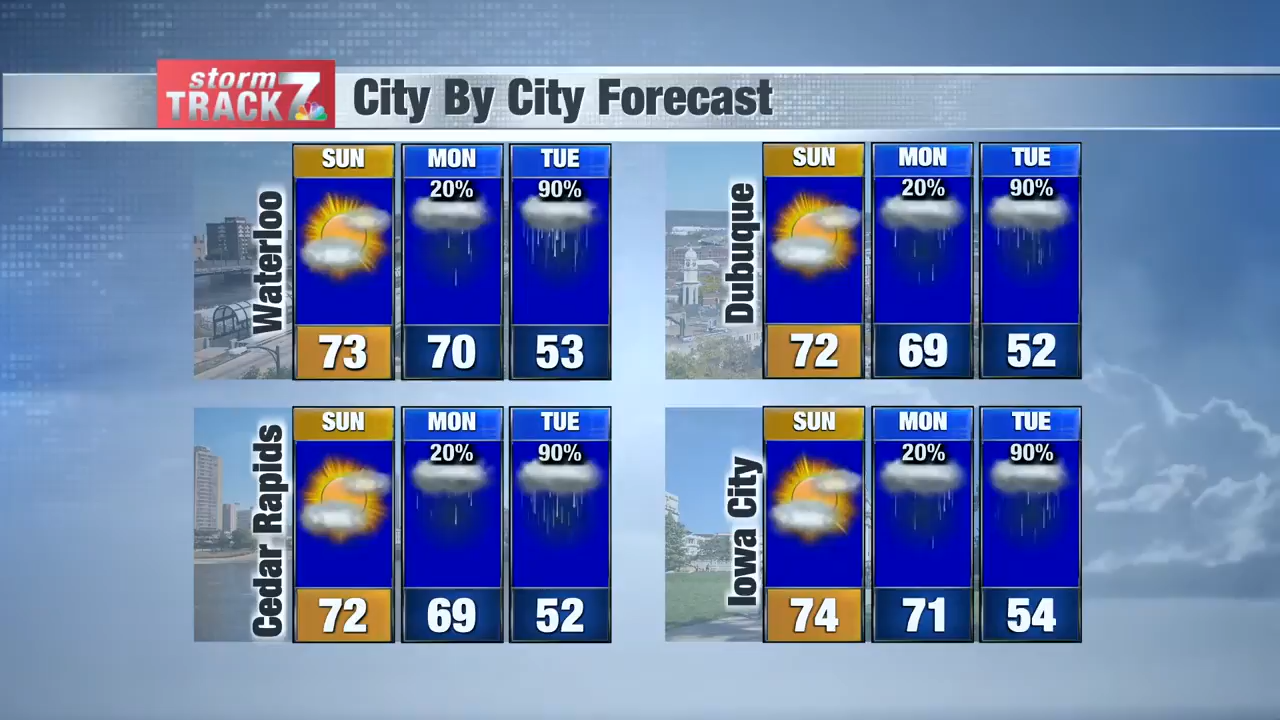 storm
TRACK 7
City By City Forecast
Waterloo
SUN MON TUE
20% 90%
73 70 53
Dubuque
SUN MON TUE
20% 90%
72 69 52
Cedar Rapids
SUN MON TUE
20% 90%
72 69 52
Iowa City
SUN MON TUE
20% 90%
74 71 54